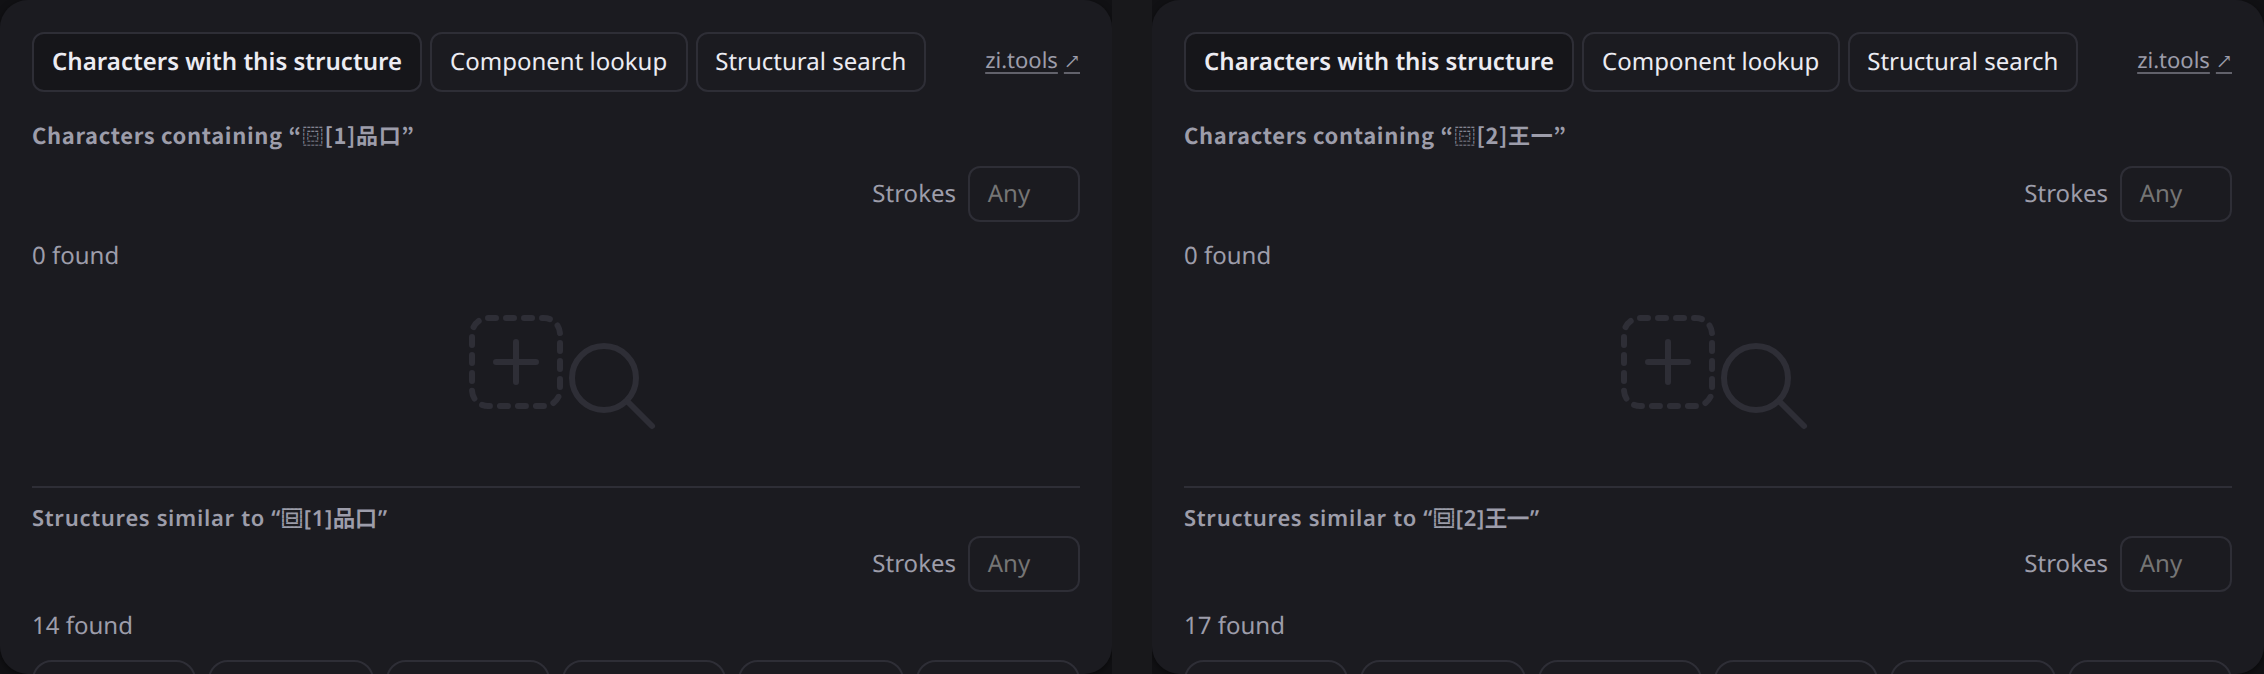 Characters with this structure Component lookup Structural search zi.tools ↗
Characters containing “⿴[1]品口”
Strokes Any
0 found
Structures similar to “⿴[1]品口”
Strokes Any
14 found
Characters with this structure Component lookup Structural search zi.tools ↗
Characters containing “⿴[2]王一”
Strokes Any
0 found
Structures similar to “⿴[2]王一”
Strokes Any
17 found